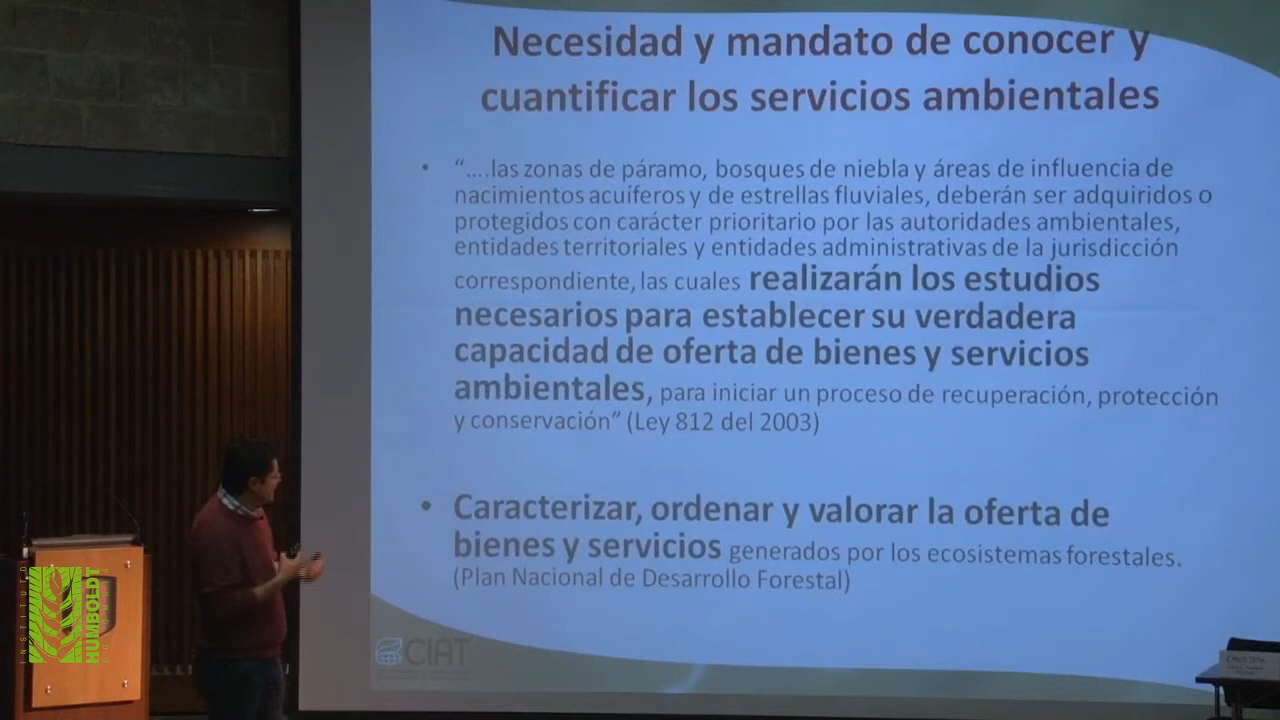 Necesidad y mandato de conocer y
cuantificar los servicios ambientales
• “....las zonas de páramo, bosques de niebla y áreas de influencia de
nacimientos acuíferos y de estrellas fluviales, deberán ser adquiridos o
protegidos con carácter prioritario por las autoridades ambientales,
entidades territoriales y entidades administrativas de la jurisdicción
correspondiente, las cuales realizarán los estudios
necesarios para establecer su verdadera
capacidad de oferta de bienes y servicios
ambientales, para iniciar un proceso de recuperación, protección
y conservación” (Ley 812 del 2003)
• Caracterizar, ordenar y valorar la oferta de
bienes y servicios generados por los ecosistemas forestales.
(Plan Nacional de Desarrollo Forestal)
CIAT
INSTITUTO
HUMBOLDT